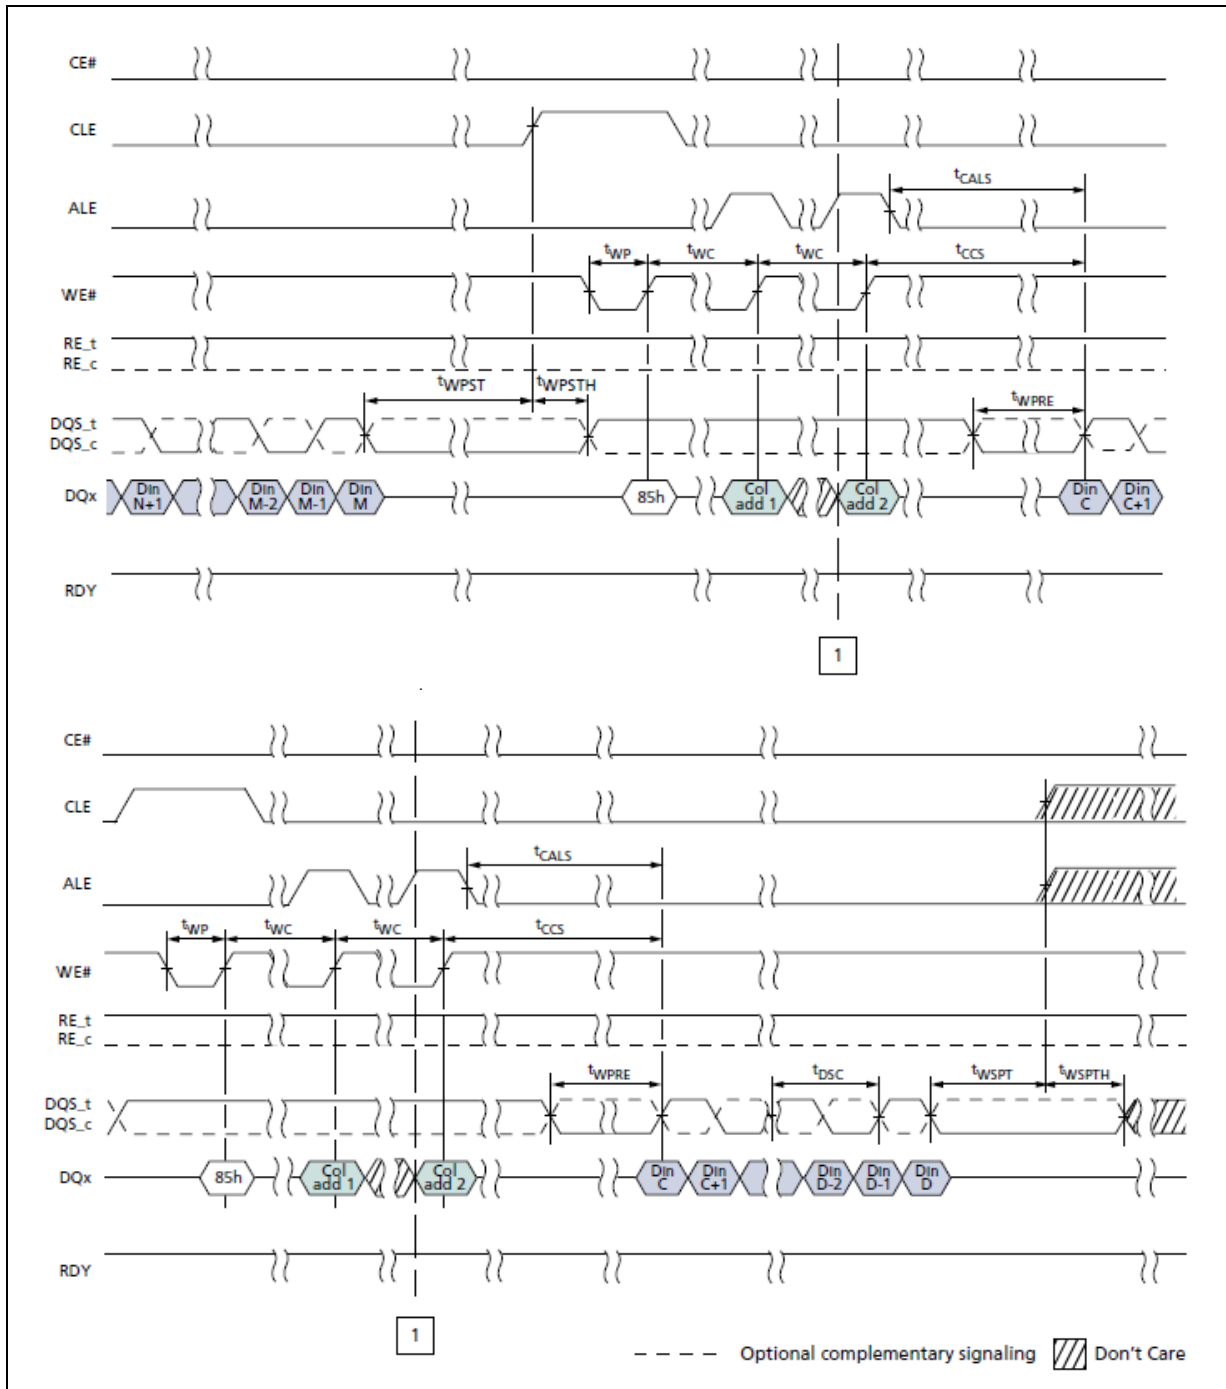 CE#
CLE
tCALS
ALE
tWP tWC tWC tCCS
WE#
RE_t
RE_c
tWPST tWPSTH tWPRE
DQS_t
DQS_c
DQx Din N+1 Din M-2 Din M-1 Din M 85h Col add 1 Col add 2 Din C Din C+1
RDY
1
CE#
CLE
tCALS
ALE
tWP tWC tWC tCCS
WE#
RE_t
RE_c
tWPRE tDSC tWSPT tWSPTH
DQS_t
DQS_c
DQx 85h Col add 1 Col add 2 Din C Din C+1 Din D-2 Din D-1 Din D
RDY
1
Optional complementary signaling Don't Care